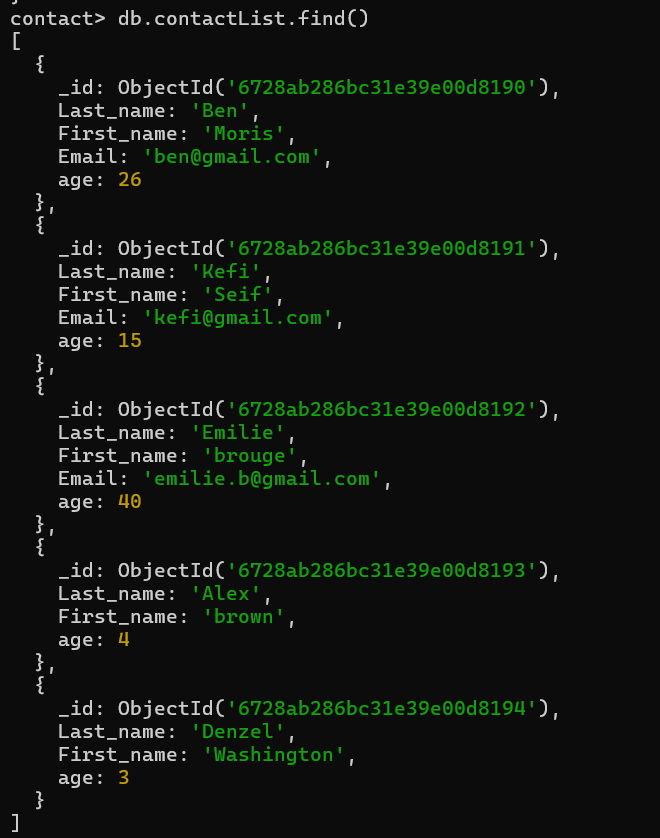 contact> db.contactList.find()
[
  {
    _id: ObjectId('6728ab286bc31e39e00d8190'),
    Last_name: 'Ben',
    First_name: 'Moris',
    Email: 'ben@gmail.com',
    age: 26
  },
  {
    _id: ObjectId('6728ab286bc31e39e00d8191'),
    Last_name: 'Kefi',
    First_name: 'Seif',
    Email: 'kefi@gmail.com',
    age: 15
  },
  {
    _id: ObjectId('6728ab286bc31e39e00d8192'),
    Last_name: 'Emilie',
    First_name: 'brouge',
    Email: 'emilie.b@gmail.com',
    age: 40
  },
  {
    _id: ObjectId('6728ab286bc31e39e00d8193'),
    Last_name: 'Alex',
    First_name: 'brown',
    age: 4
  },
  {
    _id: ObjectId('6728ab286bc31e39e00d8194'),
    Last_name: 'Denzel',
    First_name: 'Washington',
    age: 3
  }
]